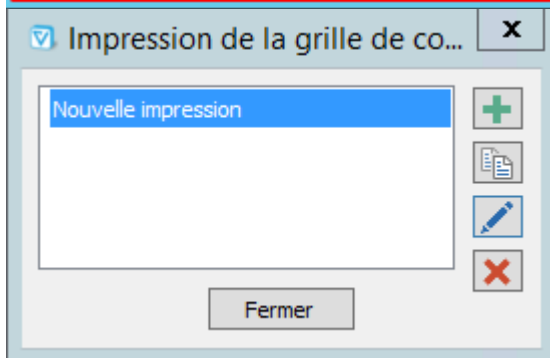 Impression de la grille de co...
x
Nouvelle impression
Fermer